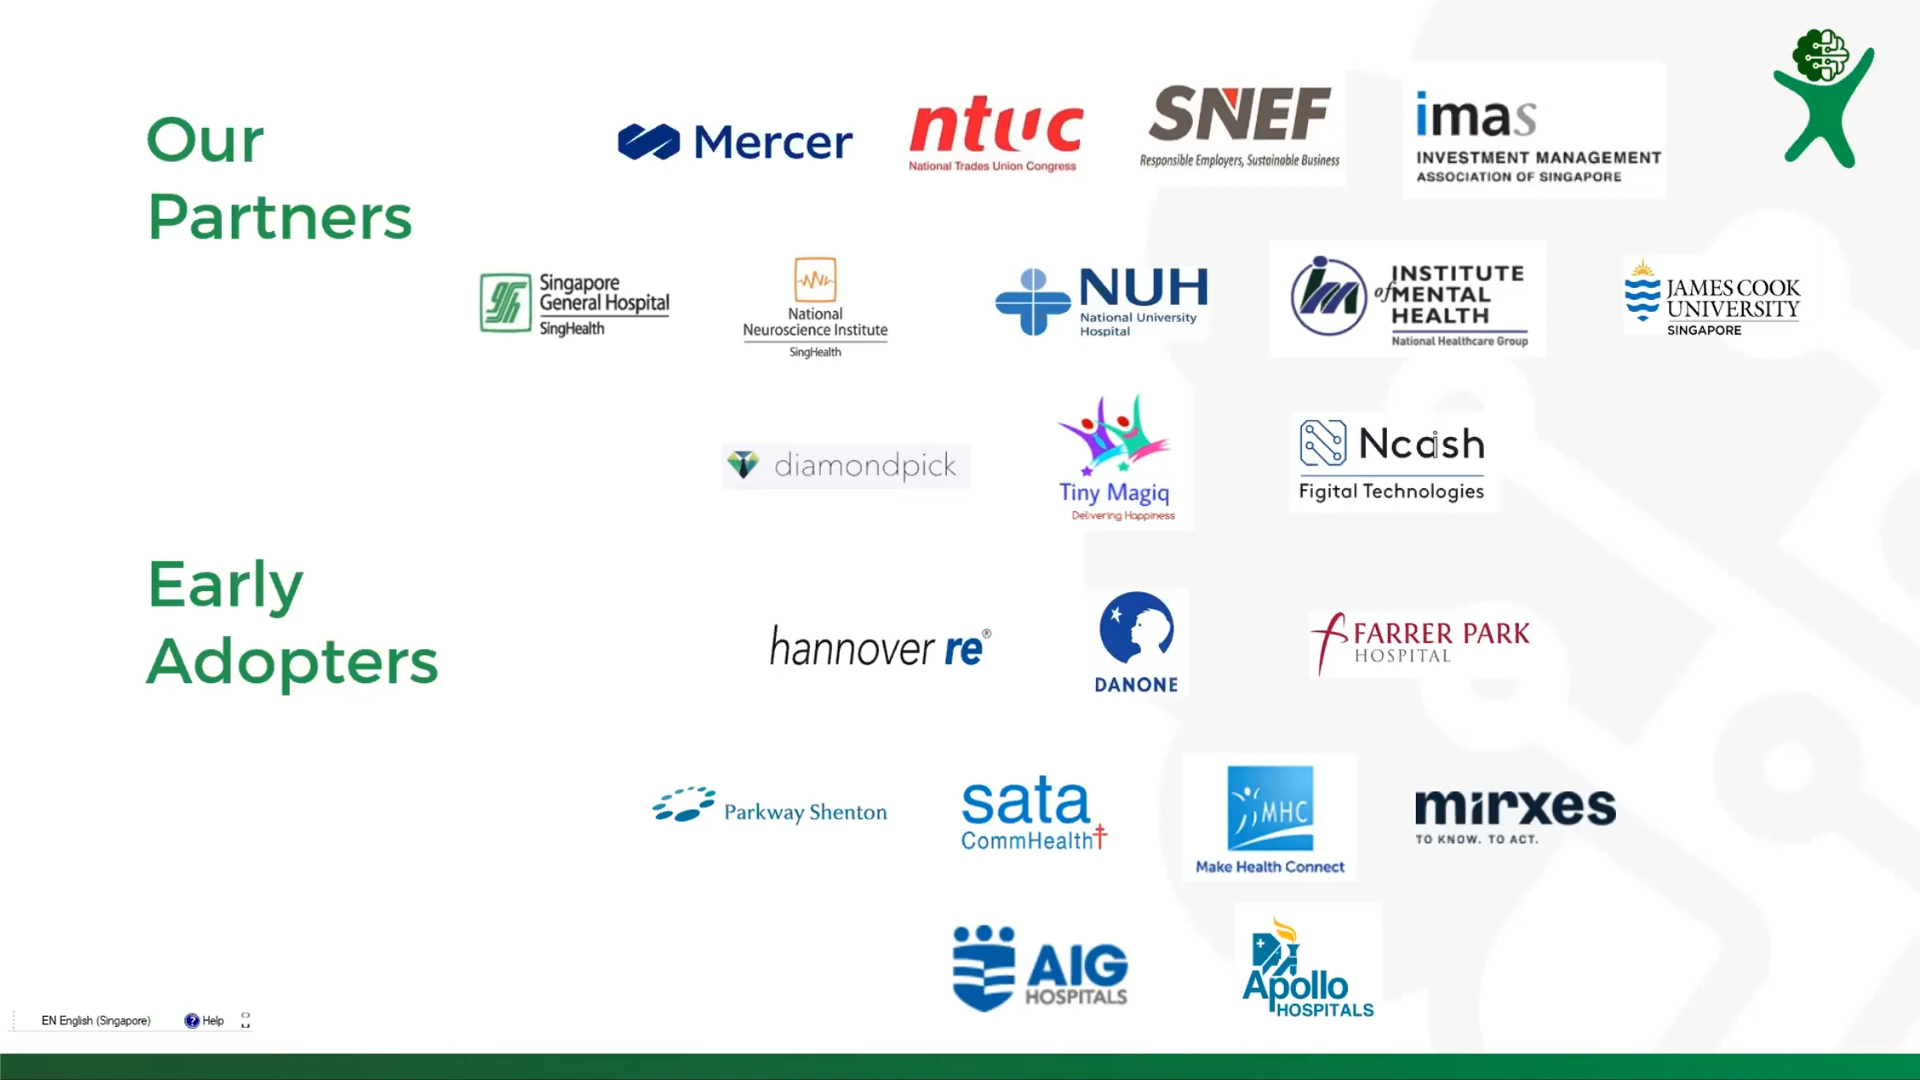 Our
Partners
Mercer
ntuc
National Trades Union Congress
SNEF
Responsible Employers, Sustainable Business
imas
INVESTMENT MANAGEMENT
ASSOCIATION OF SINGAPORE
Singapore
General Hospital
SingHealth
National
Neuroscience Institute
SingHealth
NUH
National University
Hospital
INSTITUTE
of MENTAL
HEALTH
National Healthcare Group
JAMES COOK
UNIVERSITY
SINGAPORE
diamondpick
Tiny Magiq
Delivering Happiness
Ncash
Figital Technologies
Early
Adopters
hannover re®
DANONE
FARRER PARK
HOSPITAL
Parkway Shenton
sata
CommHealth
MHC
Make Health Connect
mirxes
TO KNOW. TO ACT.
AIG
HOSPITALS
Apollo
HOSPITALS
EN English (Singapore)
? Help